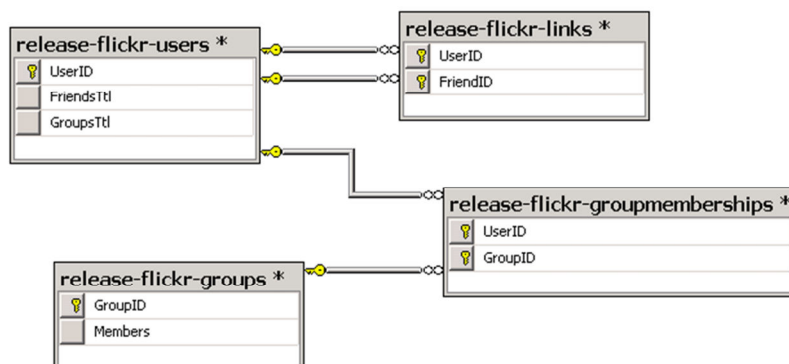 release-flickr-users *
UserID
FriendsTtl
GroupsTtl
release-flickr-links *
UserID
FriendID
release-flickr-groupmemberships *
UserID
GroupID
release-flickr-groups *
GroupID
Members